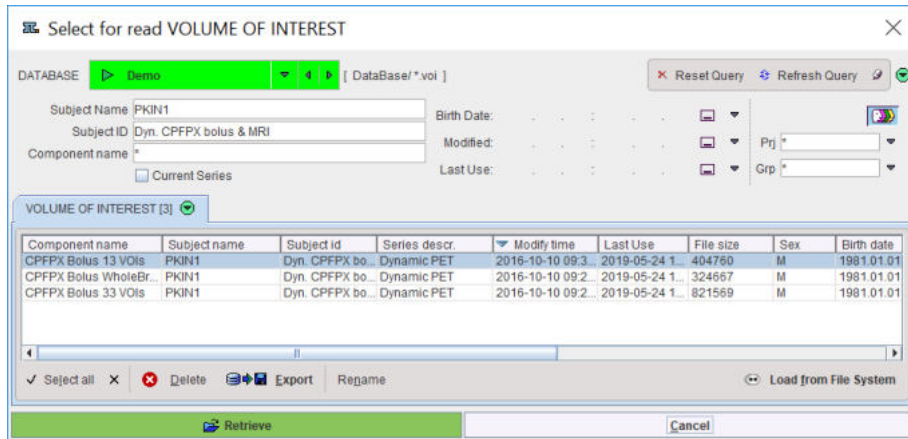 Select for read VOLUME OF INTEREST
DATABASE Demo [ DataBase/ *.voi ] Reset Query Refresh Query
Subject Name PKIN1 Birth Date: . . : . .
Subject ID Dyn. CPFPX bolus & MRI Modified: . . : . . Prj *
Component name * Last Use: . . : . . Grp *
Current Series
VOLUME OF INTEREST [3]
Component name Subject name Subject id Series descr. Modify time Last Use File size Sex Birth date
CPFPX Bolus 13 VOIs PKIN1 Dyn. CPFPX bo... Dynamic PET 2016-10-10 09:3... 2019-05-24 1... 404760 M 1981.01.01
CPFPX Bolus WholeBr... PKIN1 Dyn. CPFPX bo... Dynamic PET 2016-10-10 09:2... 2019-05-24 1... 324667 M 1981.01.01
CPFPX Bolus 33 VOIs PKIN1 Dyn. CPFPX bo... Dynamic PET 2016-10-10 09:2... 2019-05-24 1... 821569 M 1981.01.01
Select all Delete Export Rename Load from File System
Retrieve Cancel